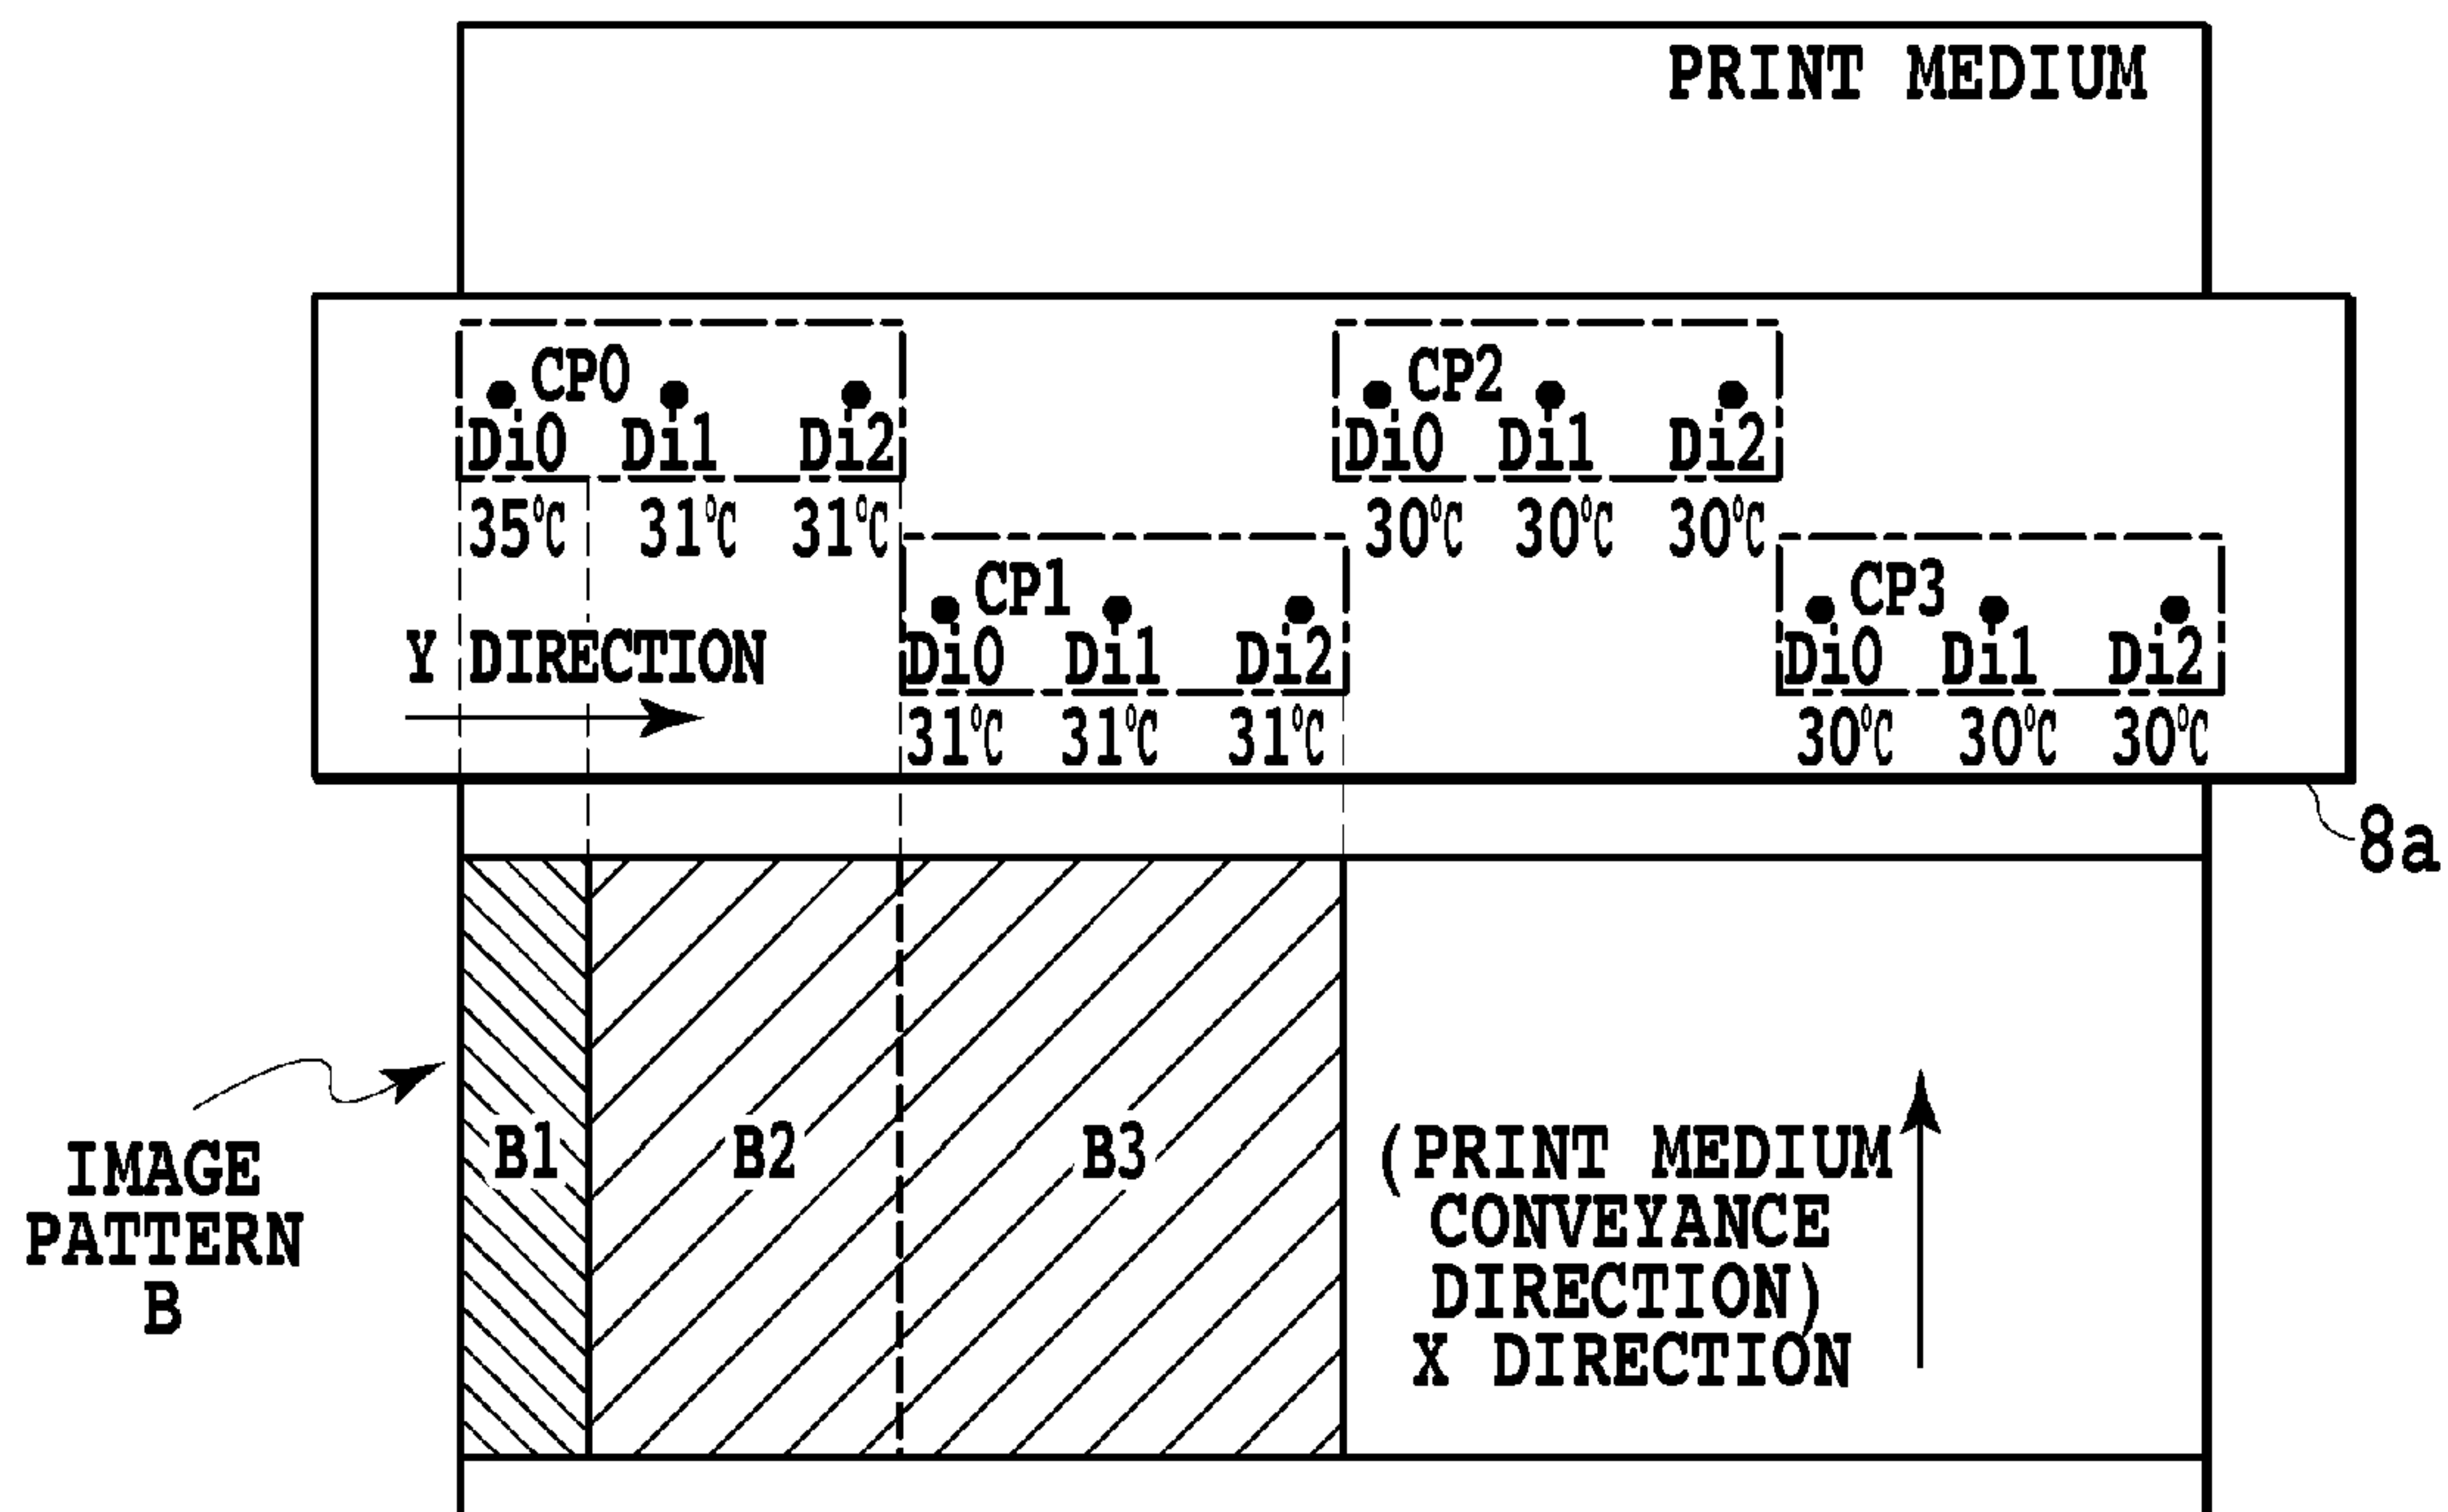 PRINT MEDIUM
CP0
Di0 Di1 Di2
35°C 31°C 31°C
CP2
Di0 Di1 Di2
30°C 30°C 30°C
CP1
Di0 Di1 Di2
31°C 31°C 31°C
CP3
Di0 Di1 Di2
30°C 30°C 30°C
Y DIRECTION
8a
B1 B2 B3
IMAGE
PATTERN
B
(PRINT MEDIUM
CONVEYANCE
DIRECTION)
X DIRECTION